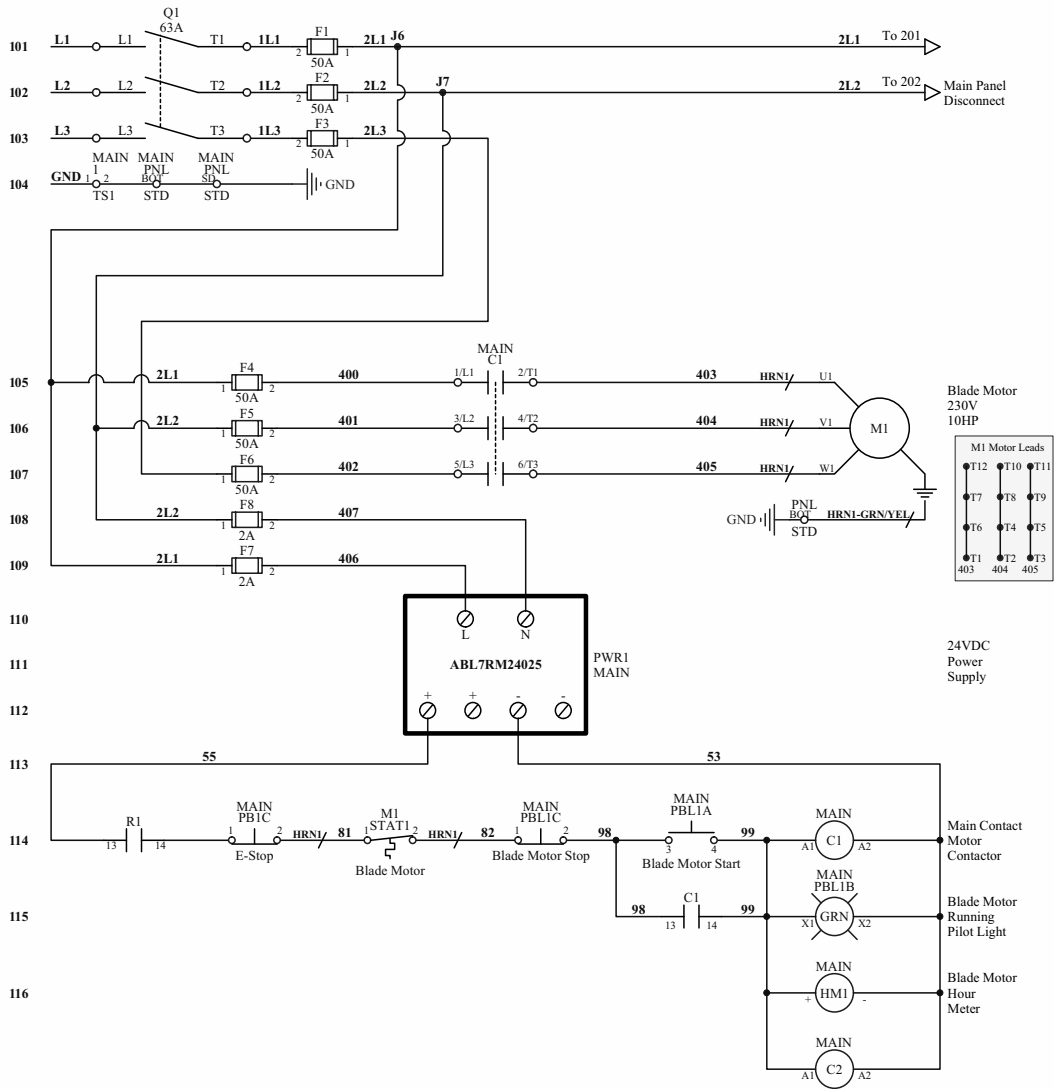 Q1
63A
101 L1 L1 T1 1L1 F1 2L1 J6 2L1 To 201
2 1
50A
102 L2 L2 T2 1L2 F2 2L2 J7 2L2 To 202 Main Panel
2 1 Disconnect
50A
103 L3 L3 T3 1L3 F3 2L3
2 1
50A
MAIN MAIN MAIN
1 PNL PNL
104 GND 1 2 BOT SD GND
TS1 STD STD
MAIN
C1
105 2L1 F4 400 1/L1 2/T1 403 HRN1 U1
1 2
50A
Blade Motor
230V
10HP
106 2L2 F5 401 3/L2 4/T2 404 HRN1 V1 M1
1 2
50A
M1 Motor Leads
T12 T10 T11
T7 T8 T9
T6 T4 T5
T1 T2 T3
403 404 405
107 2L2 F6 402 5/L3 6/T3 405 HRN1 W1
1 2
50A
108 2L2 F8 407 GND PNL HRN1-GRN/YEL
1 2 BOT
2A STD
109 2L1 F7 406
1 2
2A
110 L N
111 ABL7RM24025 PWR1
MAIN
24VDC
Power
Supply
112 + + - -
113 55 53
114 R1 MAIN M1 MAIN MAIN MAIN
PB1C STAT1 PBL1C PBL1A
13 14 1 2 HRN1 81 1 2 HRN1 82 1 2 98 3 4 99 A1 C1 A2
E-Stop Blade Motor Blade Motor Stop Blade Motor Start
Main Contact
Motor
Contactor
115 98 C1 99 MAIN
13 14 PBL1B
X1 GRN X2
Blade Motor
Running
Pilot Light
116 MAIN
+ HM1 -
Blade Motor
Hour
Meter
MAIN
A1 C2 A2